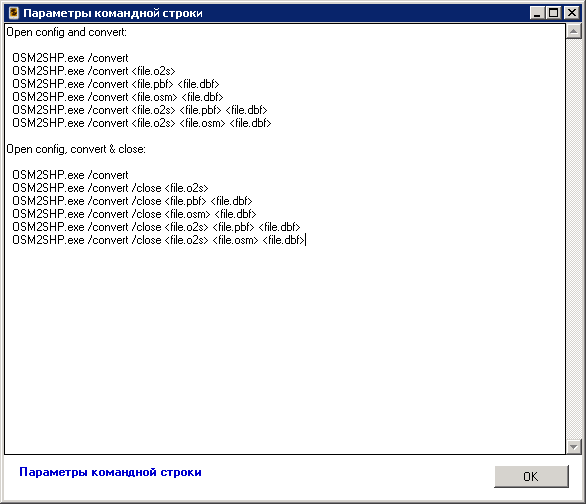 Параметры командной строки
Open config and convert:
OSM2SHP.exe /convert
OSM2SHP.exe /convert <file.o2s>
OSM2SHP.exe /convert <file.pbf> <file.dbf>
OSM2SHP.exe /convert <file.osm> <file.dbf>
OSM2SHP.exe /convert <file.o2s> <file.pbf> <file.dbf>
OSM2SHP.exe /convert <file.o2s> <file.osm> <file.dbf>
Open config, convert & close:
OSM2SHP.exe /convert
OSM2SHP.exe /convert /close <file.o2s>
OSM2SHP.exe /convert /close <file.pbf> <file.dbf>
OSM2SHP.exe /convert /close <file.osm> <file.dbf>
OSM2SHP.exe /convert /close <file.o2s> <file.pbf> <file.dbf>
OSM2SHP.exe /convert /close <file.o2s> <file.osm> <file.dbf>
Параметры командной строки
OK